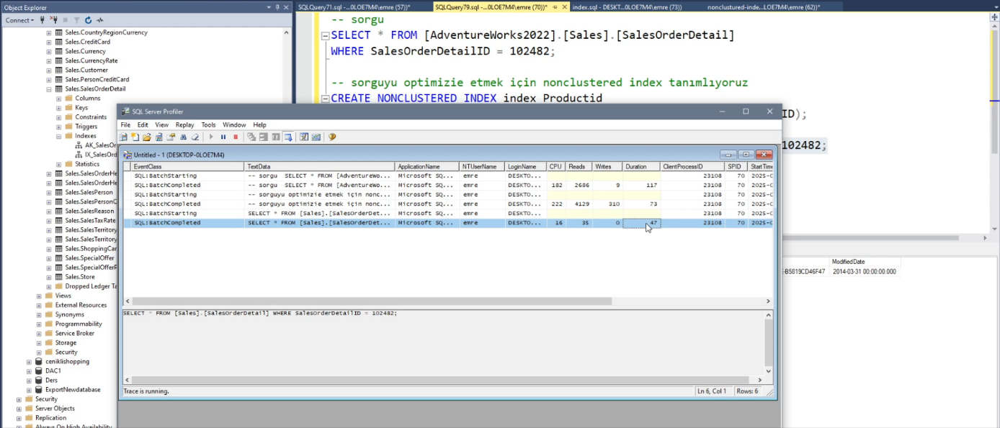 Object Explorer
SQLQuery71.sql -...0LOE7M4\emre (57))*
SQLQuery79.sql -...0LOE7M4\emre (70))*
index.sql - DESKT...0LOE7M4\emre (73))
nonclustured-inde...LOE7M4\emre (62))*
Connect
Sales.CountryRegionCurrency
Sales.CreditCard
Sales.Currency
Sales.CurrencyRate
Sales.Customer
Sales.PersonCreditCard
Sales.SalesOrderDetail
Columns
Keys
Constraints
Triggers
Indexes
AK_SalesOr
IX_SalesOrd
Statistics
Sales.SalesOrderHe
Sales.SalesOrderHe
Sales.SalesPerson
Sales.SalesPersonC
Sales.SalesReason
Sales.SalesTaxRate
Sales.SalesTerritory
Sales.SalesTerritory
Sales.ShoppingCar
Sales.SpecialOffer
Sales.SpecialOfferP
Sales.Store
Dropped Ledger Ta
Views
External Resources
Synonyms
Programmability
Service Broker
Storage
Security
ceniklishopping
DAC1
Ders
ExportNewdatabase
Security
Server Objects
Replication
Always On High Availability
-- sorgu
SELECT * FROM [AdventureWorks2022].[Sales].[SalesOrderDetail]
WHERE SalesOrderDetailID = 102482;
-- sorguyu optimizie etmek için nonclustered index tanımlıyoruz
CREATE NONCLUSTERED INDEX index Productid
ID);
102482;
SQL Server Profiler
File Edit View Replay Tools Window Help
Untitled - 1 (DESKTOP-0LOE7M4)
EventClass TextData ApplicationName NTUserName LoginName CPU Reads Writes Duration ClientProcessID SPID StartTime
SQL:BatchStarting -- sorgu SELECT * FROM [AdventureWo... Microsoft SQ... emre DESKTO... 23108 70 2025-0
SQL:BatchCompleted -- sorgu SELECT * FROM [AdventureWo... Microsoft SQ... emre DESKTO... 182 2686 9 117 23108 70 2025-0
SQL:BatchStarting -- sorguyu optimizie etmek için nonc... Microsoft SQ... emre DESKTO... 23108 70 2025-0
SQL:BatchCompleted -- sorguyu optimizie etmek için nonc... Microsoft SQ... emre DESKTO... 222 4129 310 73 23108 70 2025-0
SQL:BatchStarting SELECT * FROM [Sales].[SalesOrderDet... Microsoft SQ... emre DESKTO... 23108 70 2025-0
SQL:BatchCompleted SELECT * FROM [Sales].[SalesOrderDet... Microsoft SQ... emre DESKTO... 16 35 0 47 23108 70 2025-0
SELECT * FROM [Sales].[SalesOrderDetail] WHERE SalesOrderDetailID = 102482;
Trace is running.
Ln 6, Col 1
Rows: 6
ModifiedDate
E-B5819CD46F47 2014-03-31 00:00:00.000